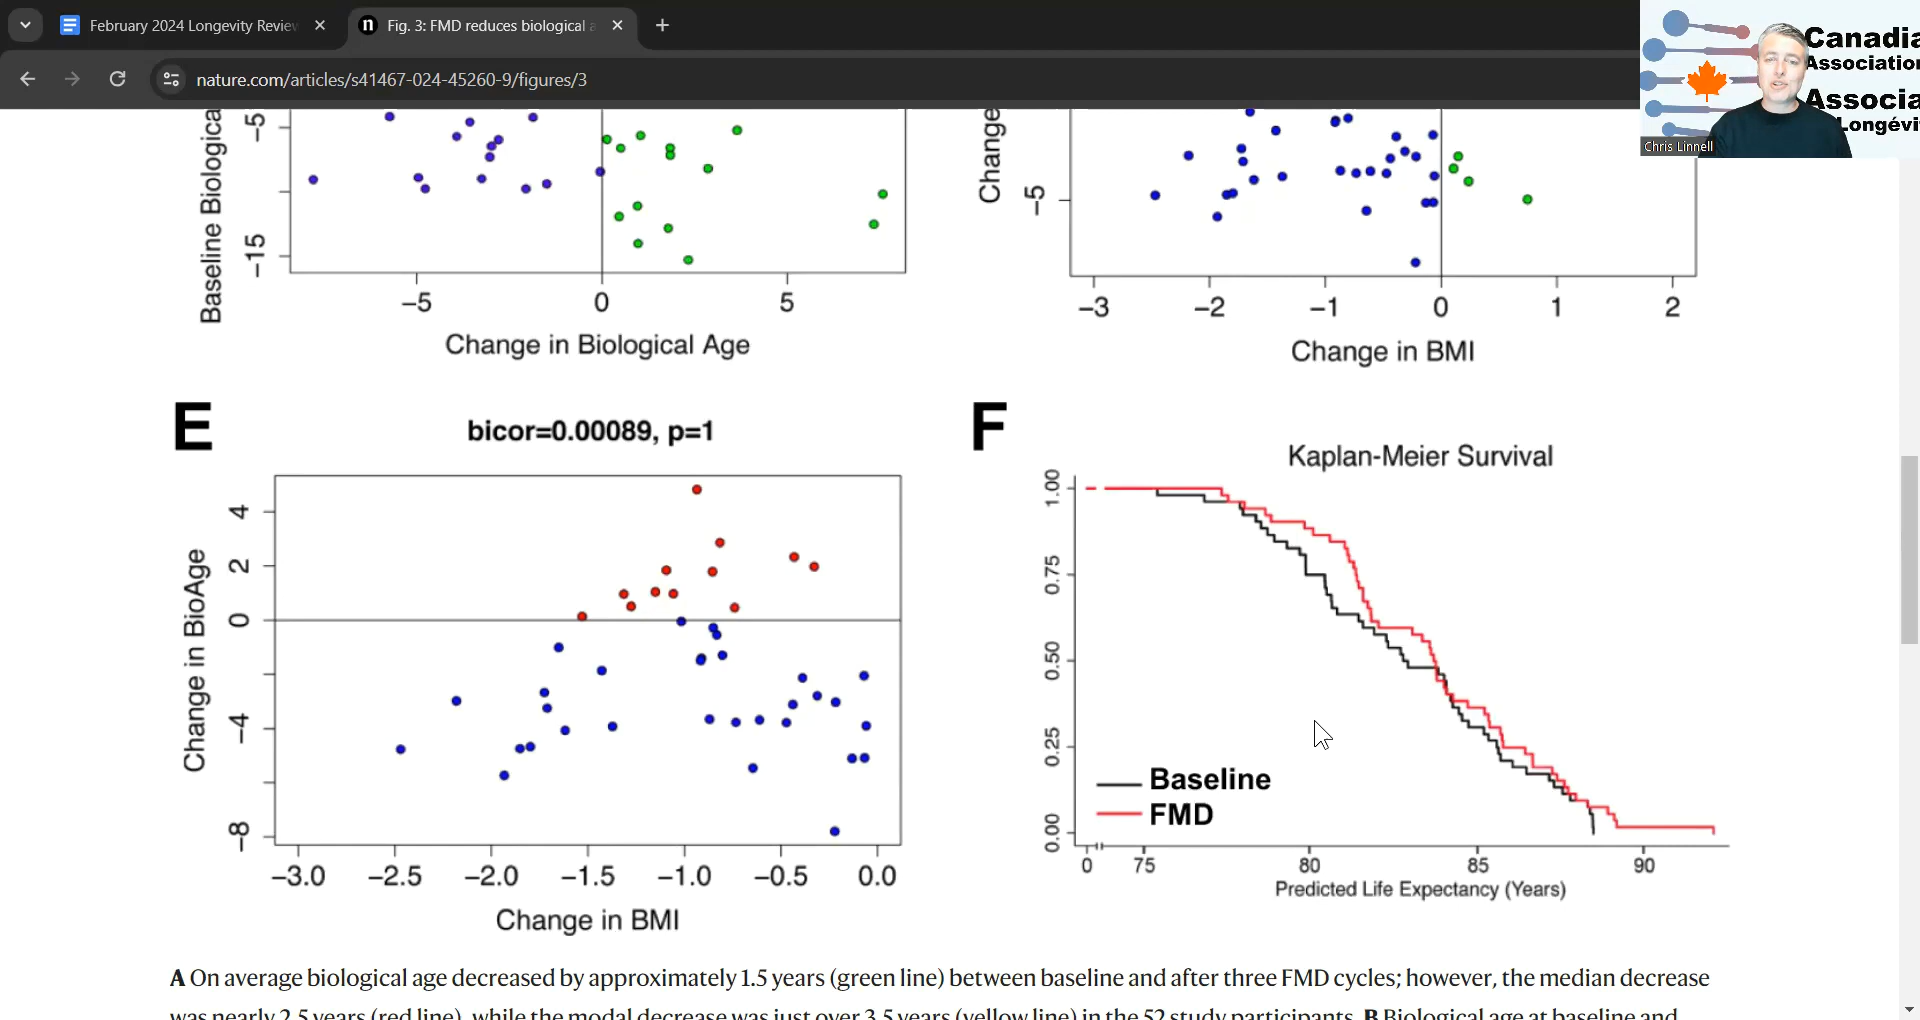 February 2024 Longevity Review
Fig. 3: FMD reduces biological a
nature.com/articles/s41467-024-45260-9/figures/3
Canadia
Association
Associa
Longévi
Chris Linnell
Baseline Biologica
−5
−15
−5 0 5
Change in Biological Age
Change
−5
−3 −2 −1 0 1 2
Change in BMI
E
bicor=0.00089, p=1
Change in BioAge
4
2
0
−4
−8
−3.0 −2.5 −2.0 −1.5 −1.0 −0.5 0.0
Change in BMI
F
Kaplan-Meier Survival
1.00
0.75
0.50
0.25
0.00
Baseline
FMD
0 75 80 85 90
Predicted Life Expectancy (Years)
A On average biological age decreased by approximately 1.5 years (green line) between baseline and after three FMD cycles; however, the median decrease
was nearly 2.5 years (red line), while the modal decrease was just over 3.5 years (yellow line) in the 52 study participants. B Biological age at baseline and